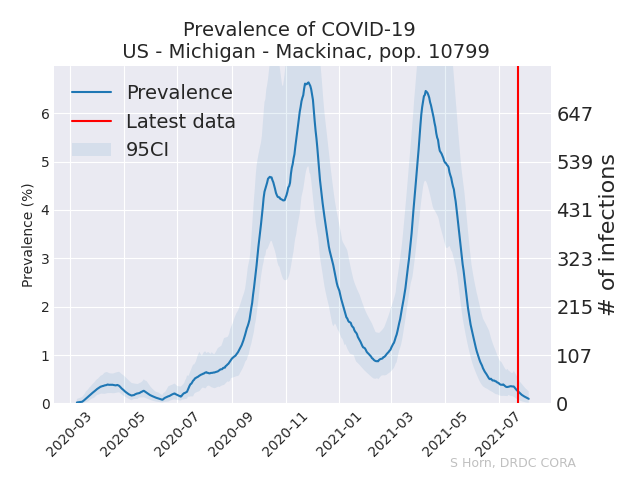 Prevalence of COVID-19
US - Michigan - Mackinac, pop. 10799
Prevalence
Latest data
95CI
Prevalence (%)
6
5
4
3
2
1
0
647
539
431
323
215
107
0
# of infections
2020-03
2020-05
2020-07
2020-09
2020-11
2021-01
2021-03
2021-05
2021-07
S Horn, DRDC CORA